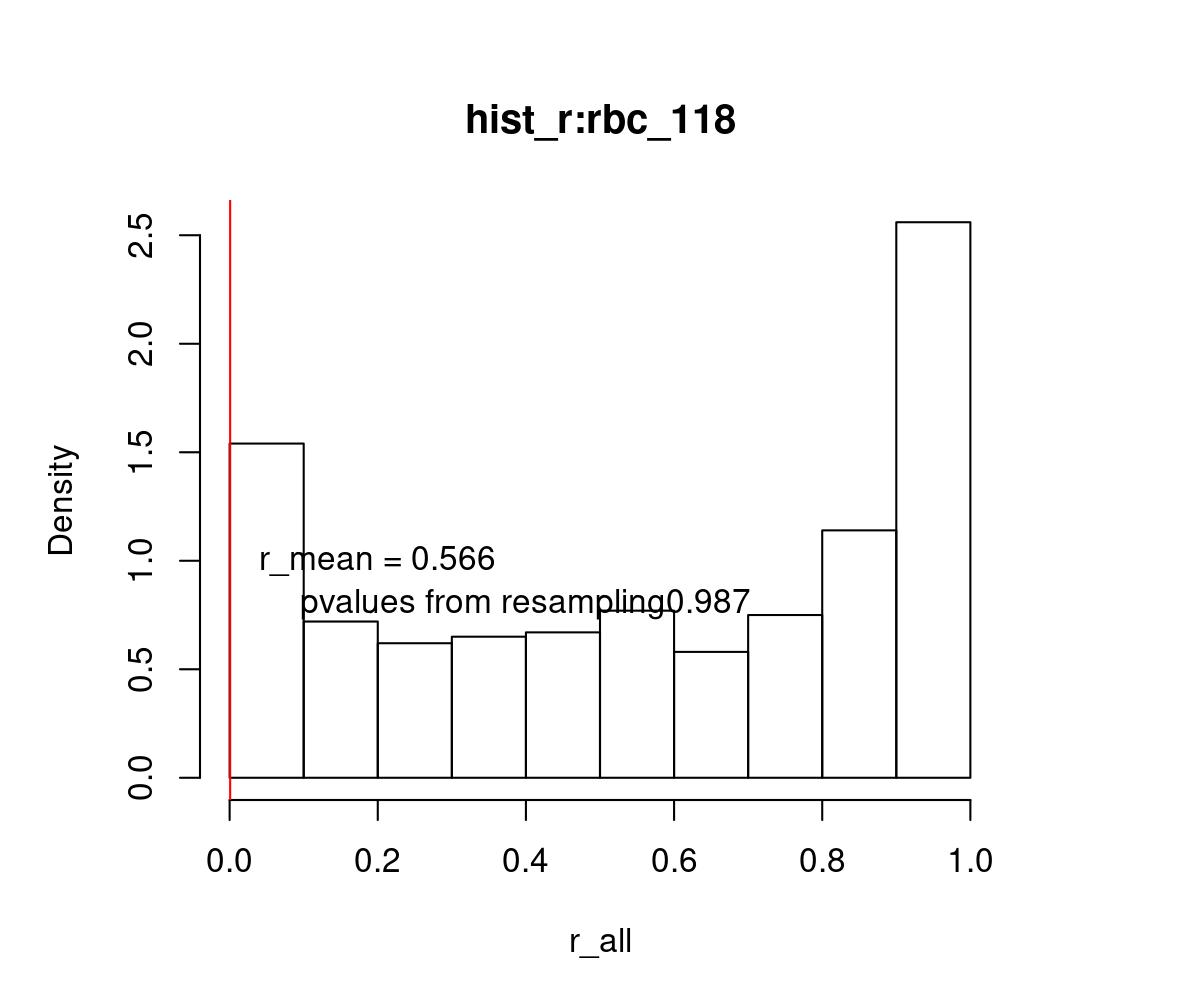 hist_r:rbc_118
2.5
2.0
1.5
1.0
0.5
0.0
Density
r_mean = 0.566
pvalues from resampling0.987
0.0 0.2 0.4 0.6 0.8 1.0
r_all